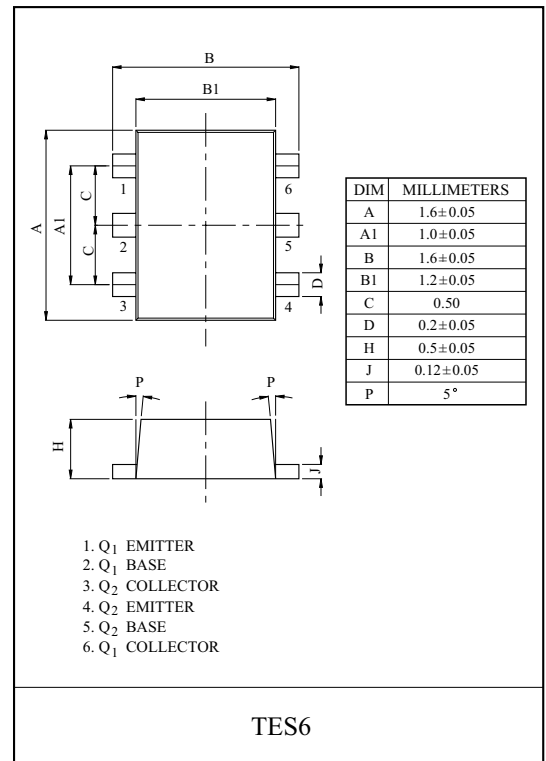 B
B1
A
A1
C
C
1
2
3
6
5
4
D
DIM MILLIMETERS
A 1.6±0.05
A1 1.0±0.05
B 1.6±0.05
B1 1.2±0.05
C 0.50
D 0.2±0.05
H 0.5±0.05
J 0.12±0.05
P 5°
P P
H
J
1. Q1 EMITTER
2. Q1 BASE
3. Q2 COLLECTOR
4. Q2 EMITTER
5. Q2 BASE
6. Q1 COLLECTOR
TES6